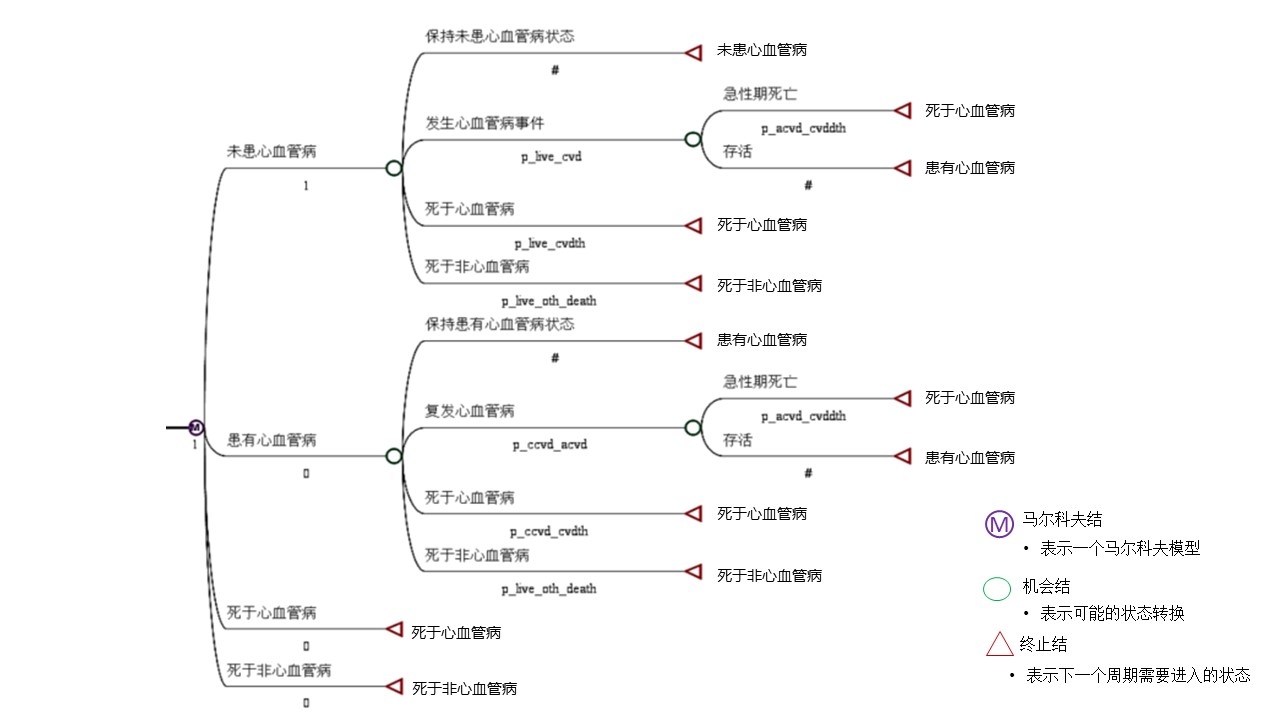 保持未患心血管病状态
未患心血管病
#
急性期死亡
死于心血管病
发生心血管病事件
p_acvd_cvddth
未患心血管病
存活
p_live_cvd
患有心血管病
1
#
死于心血管病
死于心血管病
p_live_cvdth
死于非心血管病
死于非心血管病
p_live_oth_death
保持患有心血管病状态
患有心血管病
#
急性期死亡
死于心血管病
复发心血管病
p_acvd_cvddth
M
患有心血管病
存活
1
p_ccvd_acvd
患有心血管病
0
#
死于心血管病
死于心血管病
p_ccvd_cvdth
死于非心血管病
死于非心血管病
p_live_oth_death
死于心血管病
死于心血管病
0
死于非心血管病
死于非心血管病
0
M 马尔科夫结
• 表示一个马尔科夫模型
机会结
• 表示可能的状态转换
终止结
• 表示下一个周期需要进入的状态